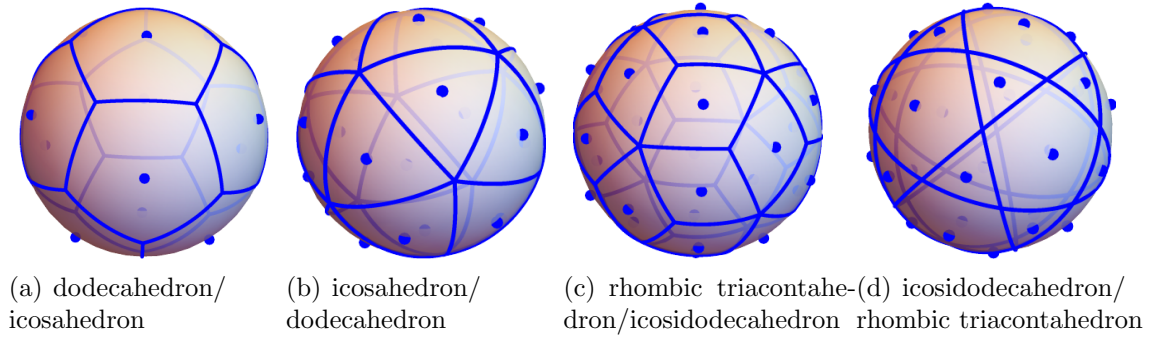 (a) dodecahedron/
icosahedron
(b) icosahedron/
dodecahedron
(c) rhombic triacontahe-
dron/icosidodecahedron
(d) icosidodecahedron/
rhombic triacontahedron